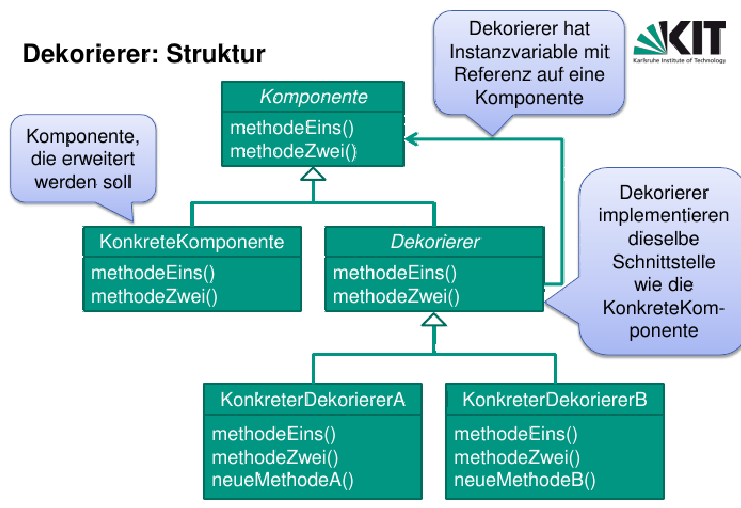 Dekorierer: Struktur
Dekorierer hat
Instanzvariable mit
Referenz auf eine
Komponente
KIT
Karlsruhe Institute of Technology
Komponente
methodeEins()
methodeZwei()
Komponente,
die erweitert
werden soll
KonkreteKomponente
methodeEins()
methodeZwei()
Dekorierer
methodeEins()
methodeZwei()
Dekorierer
implementieren
dieselbe
Schnittstelle
wie die
KonkreteKom-
ponente
KonkreterDekoriererA
methodeEins()
methodeZwei()
neueMethodeA()
KonkreterDekoriererB
methodeEins()
methodeZwei()
neueMethodeB()